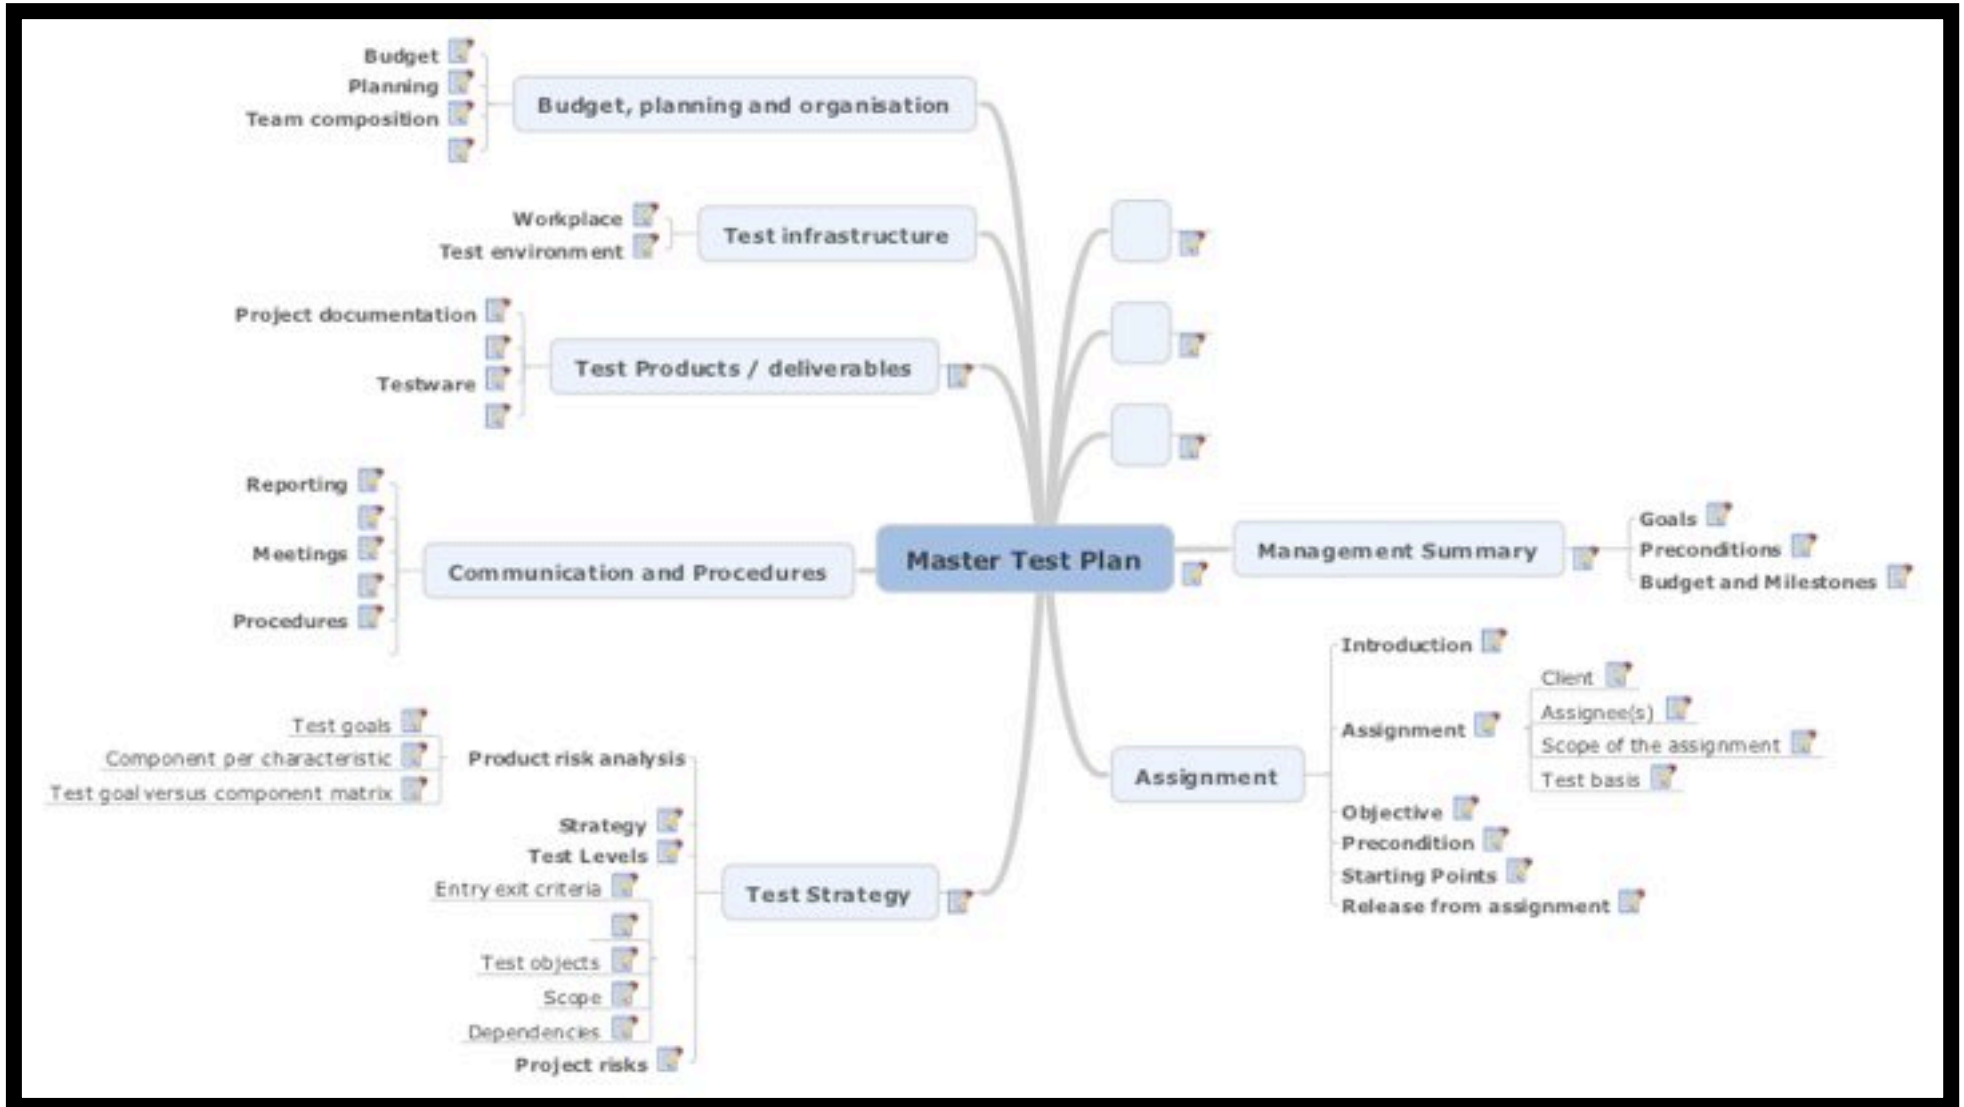 Budget
Planning
Team composition
Budget, planning and organisation
Workplace
Test environment
Test infrastructure
Project documentation
Testware
Test Products / deliverables
Reporting
Meetings
Procedures
Communication and Procedures
Master Test Plan
Management Summary
Goals
Preconditions
Budget and Milestones
Introduction
Assignment
Client
Assignee(s)
Scope of the assignment
Test basis
Assignment
Objective
Precondition
Starting Points
Release from assignment
Test goals
Component per characteristic
Test goal versus component matrix
Product risk analysis
Strategy
Test Levels
Entry exit criteria
Test objects
Scope
Dependencies
Project risks
Test Strategy